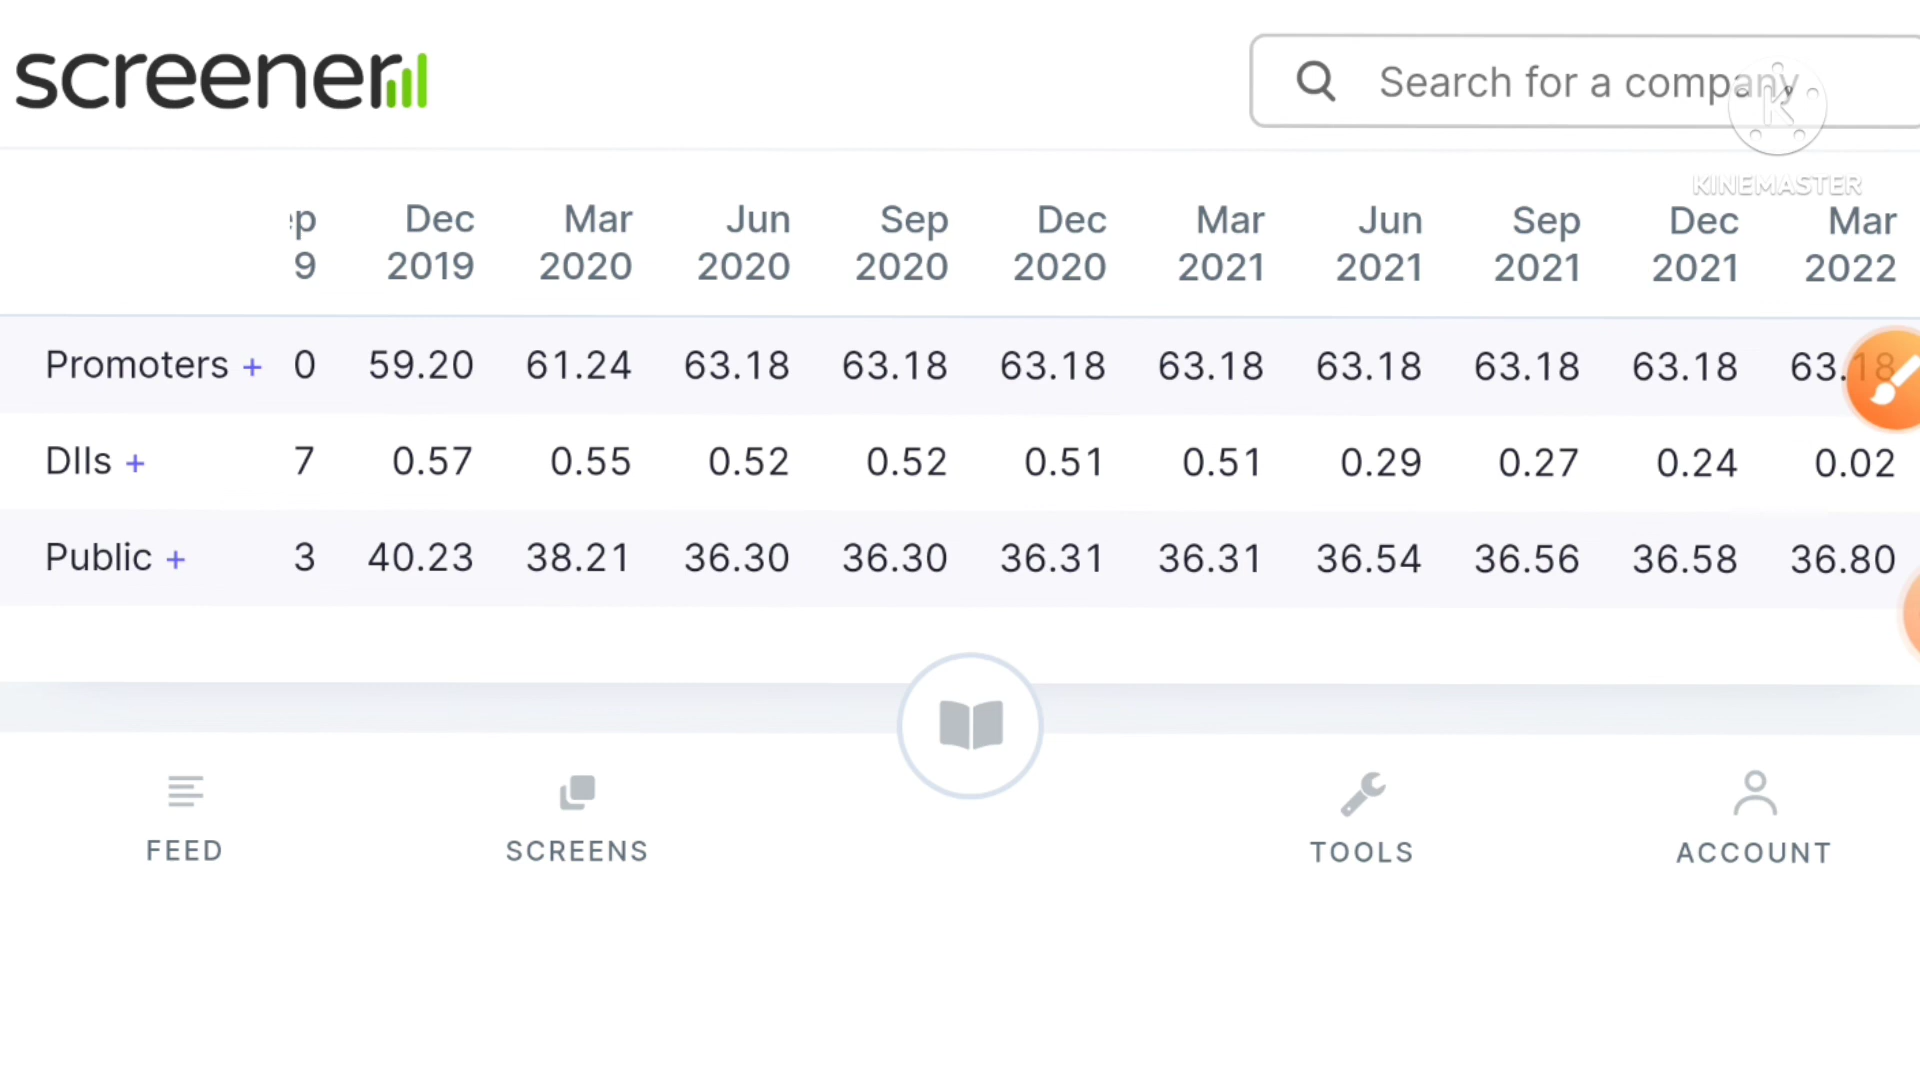 screener
Search for a company
KINEMASTER
ep Dec Mar Jun Sep Dec Mar Jun Sep Dec Mar
9 2019 2020 2020 2020 2020 2021 2021 2021 2021 2022
Promoters + 0 59.20 61.24 63.18 63.18 63.18 63.18 63.18 63.18 63.18 63.18
DIIs + 7 0.57 0.55 0.52 0.52 0.51 0.51 0.29 0.27 0.24 0.02
Public + 3 40.23 38.21 36.30 36.30 36.31 36.31 36.54 36.56 36.58 36.80
FEED SCREENS TOOLS ACCOUNT